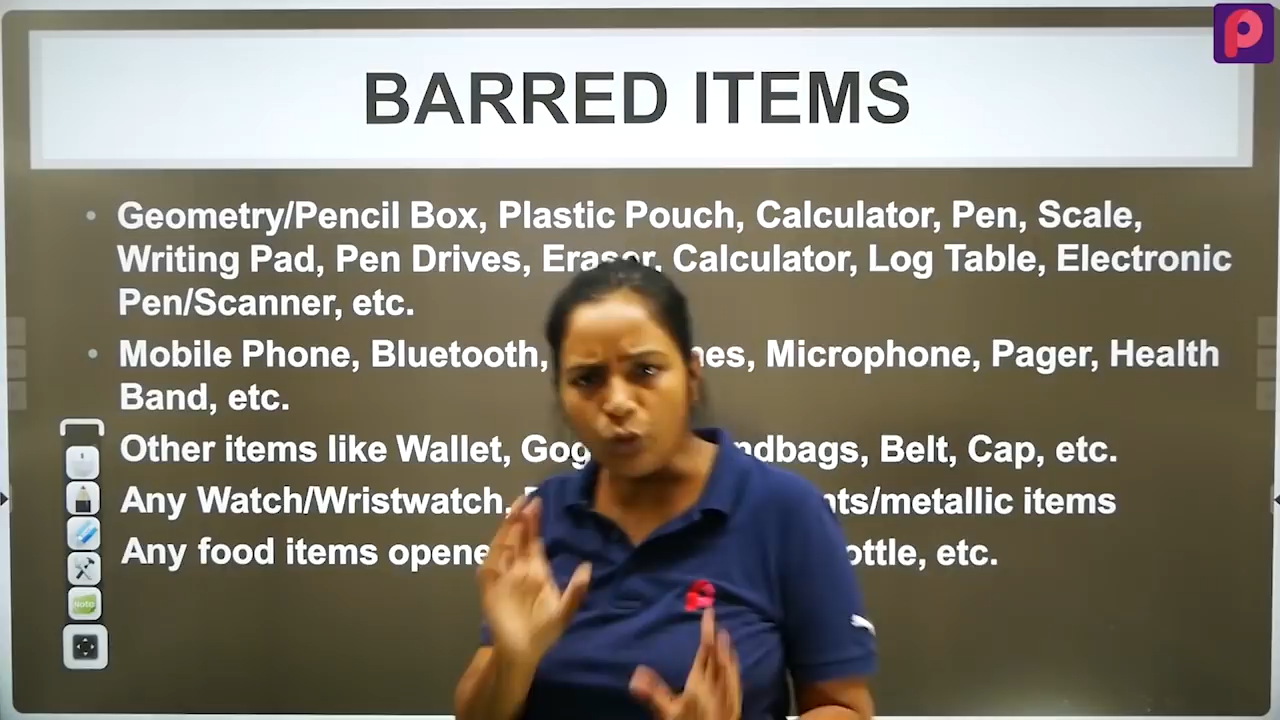 BARRED ITEMS
Geometry/Pencil Box, Plastic Pouch, Calculator, Pen, Scale,
Writing Pad, Pen Drives, Eraser, Calculator, Log Table, Electronic
Pen/Scanner, etc.
Mobile Phone, Bluetooth, Microphone, Pager, Health
Band, etc.
Other items like Wallet, Belt, Cap, etc.
Any Watch/Wristwatch, metallic items
Any food items etc.
Note